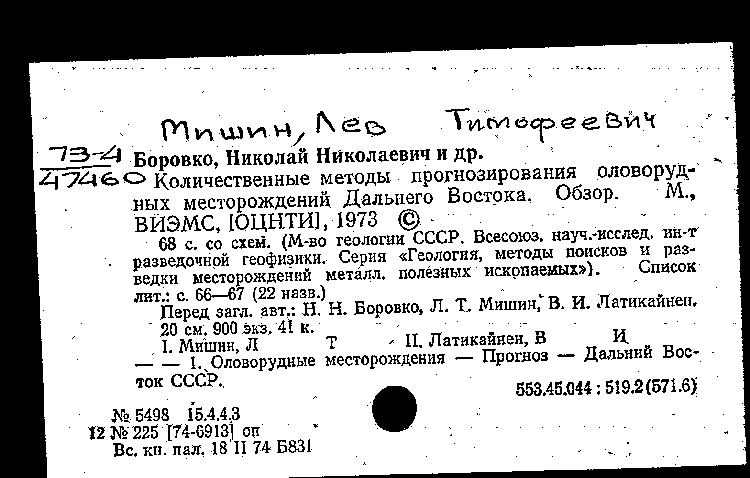 Мишин, Лев Тимофеевич
73-4
47460
Боровко, Николай Николаевич и др.
Количественные методы прогнозирования оловоруд-
ных месторождений Дальнего Востока. Обзор. М.,
ВИЭМС, [ОЦНТИ], 1973 ©
68 с. со схем. (М-во геологии СССР. Всесоюз. науч.-исслед. ин-т
разведочной геофизики. Серия «Геология, методы поисков и раз-
ведки месторождений металл. полезных ископаемых»). Список
лит.: с. 66—67 (22 назв.)
Перед загл. авт.: Н. Н. Боровко, Л. Т. Мишин, В. И. Латикайнен.
20 см. 900 экз. 41 к.
I. Мишин, Л Т II. Латикайнен, В И.
— — 1. Оловорудные месторождения — Прогноз — Дальний Вос-
ток СССР.
553.45.044 : 519.2(571.6)
№ 5498 15.4.4.3
12 № 225 [74-6913] оп
Вс. кн. пал. 18 II 74 Б831